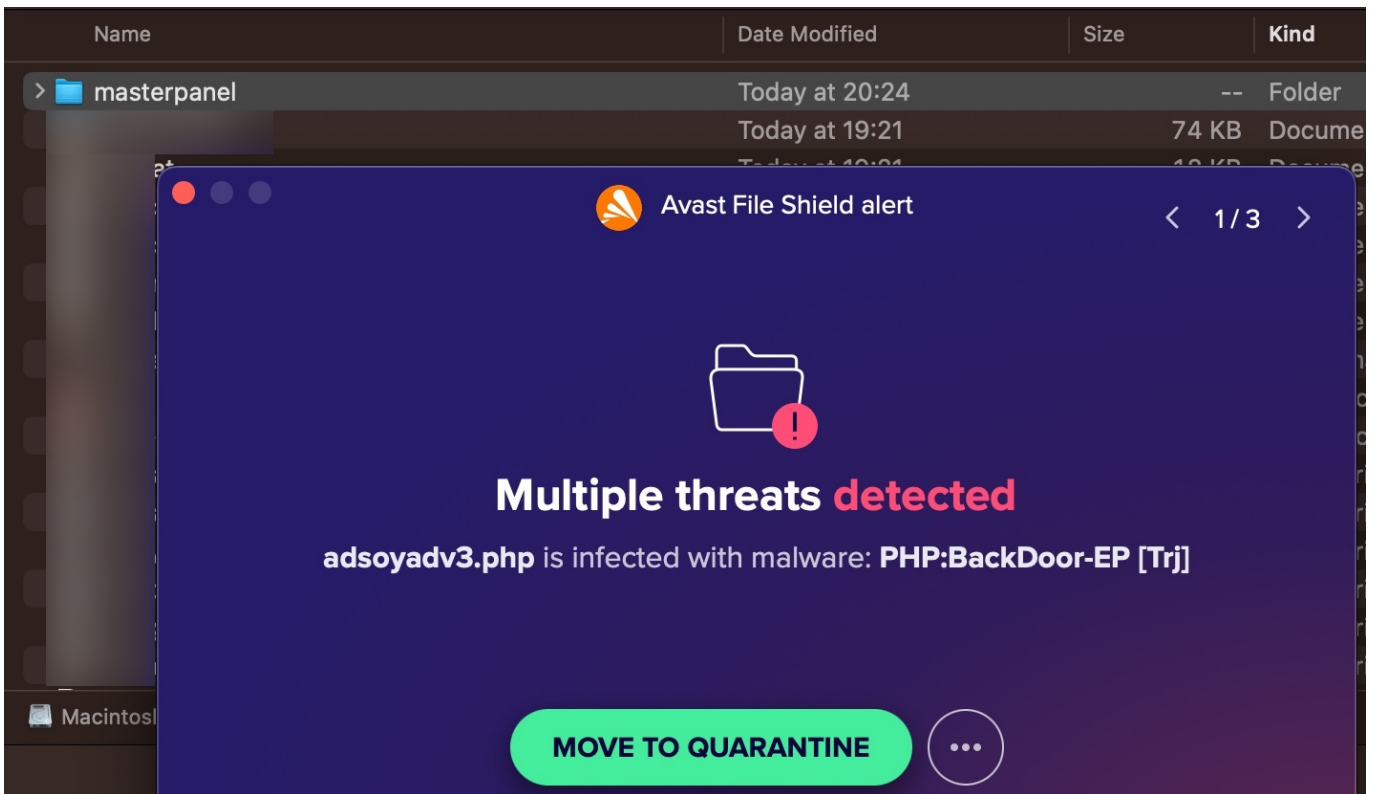 Name Date Modified Size Kind
masterpanel Today at 20:24 -- Folder
Today at 19:21 74 KB Docume
Avast File Shield alert
1/3
Multiple threats detected
adsoyadv3.php is infected with malware: PHP:BackDoor-EP [Trj]
Macintosl
MOVE TO QUARANTINE